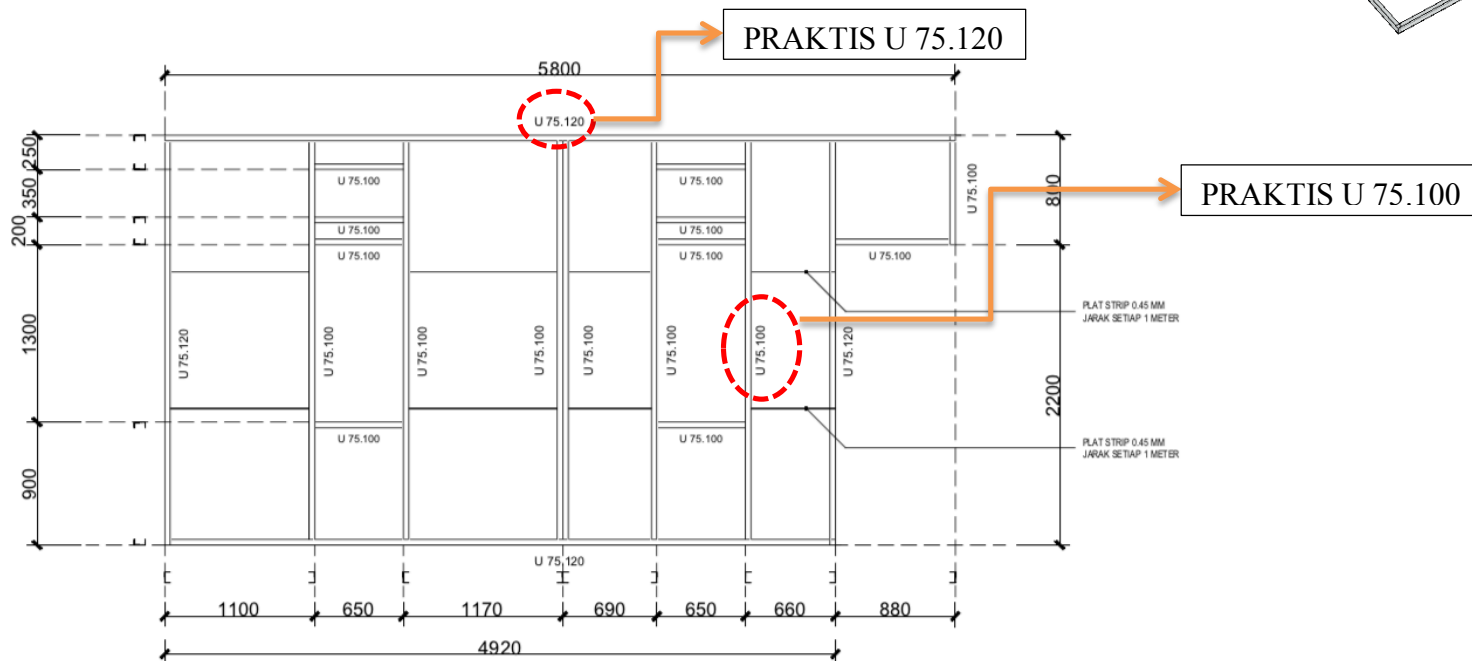 PRAKTIS U 75.120
5800
U 75.120
250
350
200
1300
900
U 75.100
U 75.100
U 75.100
U 75.100
U 75.100
U 75.100
U 75.100
U 75.100
800
PRAKTIS U 75.100
PLAT STRIP 0.45 MM
JARAK SETIAP 1 METER
U 75.120
U 75.100
U 75.100
U 75.100
U 75.100
U 75.100
U 75.100
U 75.120
2200
U 75.100
U 75.100
PLAT STRIP 0.45 MM
JARAK SETIAP 1 METER
U 75.120
1100
650
1170
690
650
660
880
4920